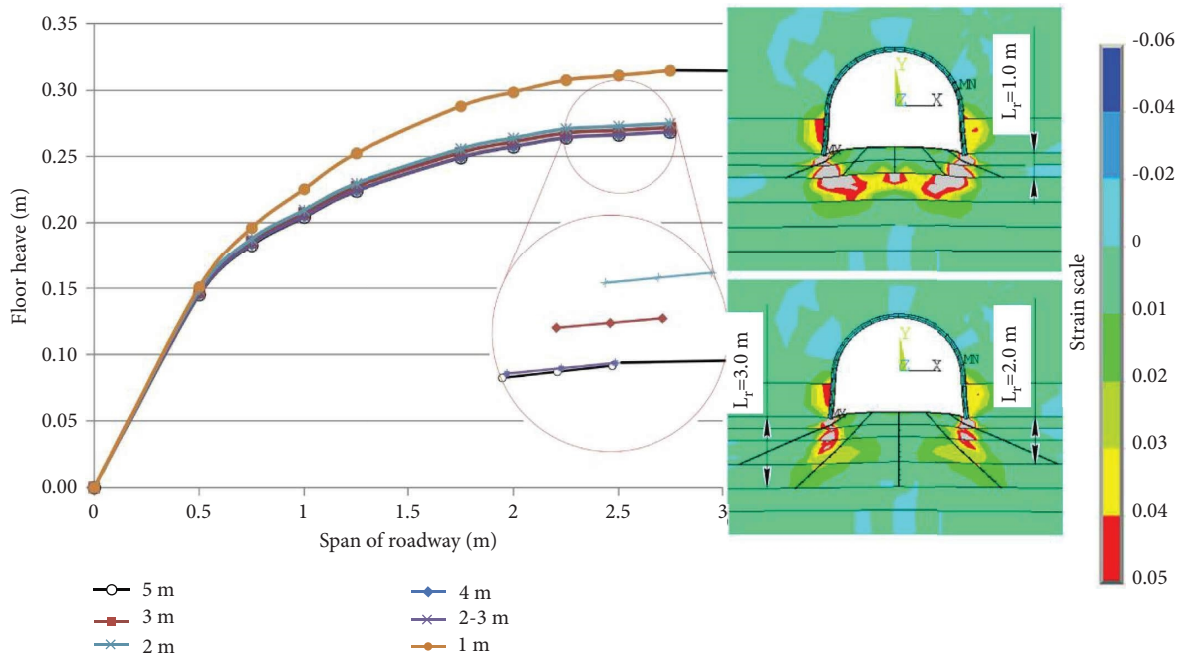 0.35
0.30
0.25
0.20
0.15
0.10
0.05
0.00
Floor heave (m)
0
0.5
1
1.5
2
2.5
3
Span of roadway (m)
5 m
3 m
2 m
4 m
2-3 m
1 m
Y
Z
X
MN
MX
Lr=1.0 m
Y
Z
X
MN
MX
Lr=3.0 m
Lr=2.0 m
Strain scale
-0.06
-0.04
-0.02
0
0.01
0.02
0.03
0.04
0.05